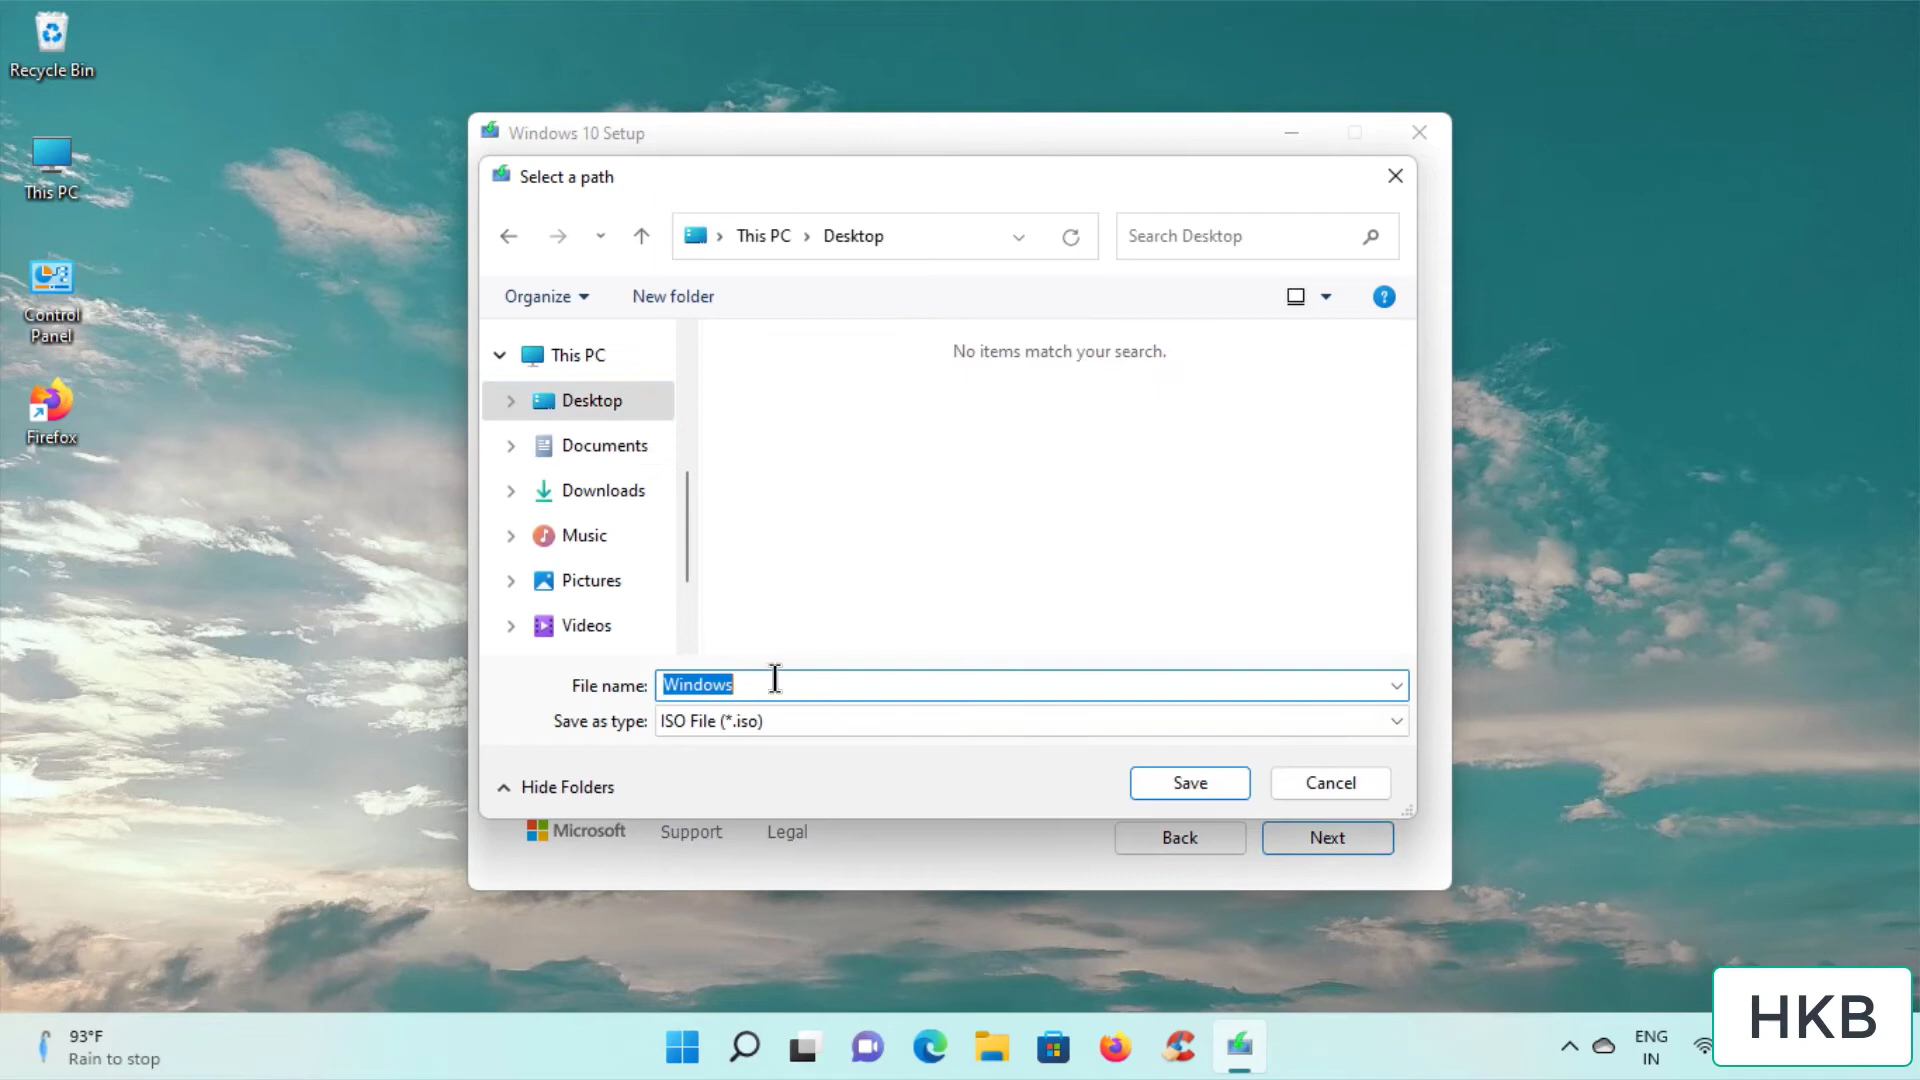 Recycle Bin
This PC
Control
Panel
Firefox
Windows 10 Setup
Select a path
This PC
Desktop
Search Desktop
Organize
New folder
?
This PC
Desktop
Documents
Downloads
Music
Pictures
Videos
No items match your search.
File name:
Windows
Save as type:
ISO File (*.iso)
Hide Folders
Save
Cancel
Microsoft
Support
Legal
Back
Next
93°F
Rain to stop
ENG
IN
HKB